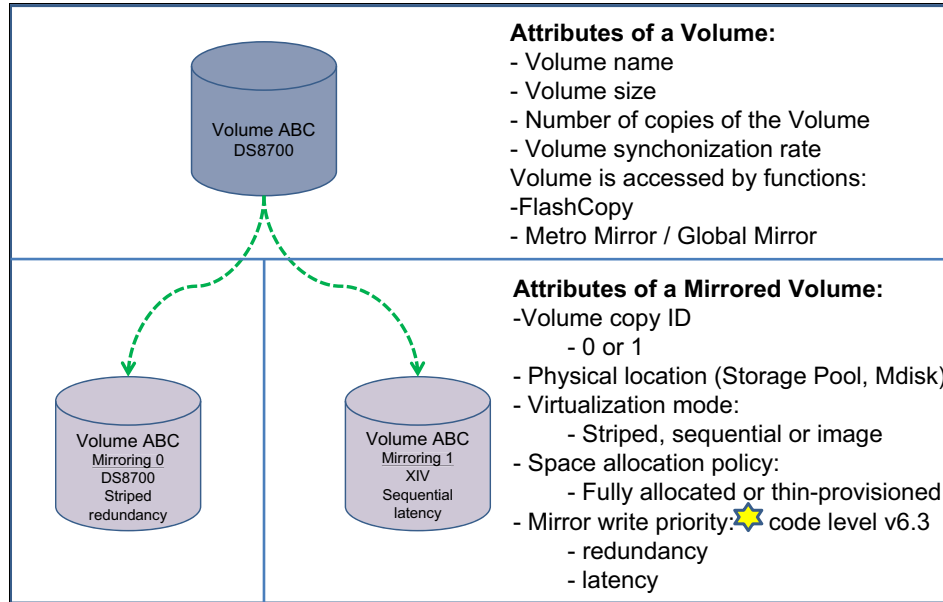 Volume ABC
DS8700
Attributes of a Volume:
- Volume name
- Volume size
- Number of copies of the Volume
- Volume synchonization rate
Volume is accessed by functions:
-FlashCopy
- Metro Mirror / Global Mirror
Volume ABC
Mirroring 0
DS8700
Striped
redundancy
Volume ABC
Mirroring 1
XIV
Sequential
latency
Attributes of a Mirrored Volume:
-Volume copy ID
- 0 or 1
- Physical location (Storage Pool, Mdisk)
- Virtualization mode:
- Striped, sequential or image
- Space allocation policy:
- Fully allocated or thin-provisioned
- Mirror write priority: code level v6.3
- redundancy
- latency